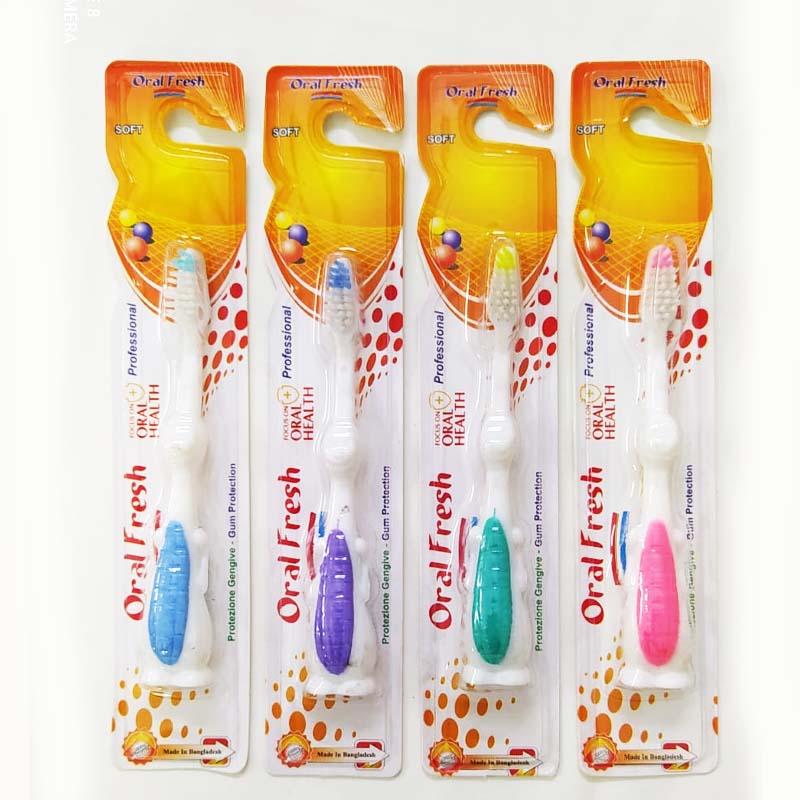 8
MERA
Oral Fresh
SOFT
Professional
FOCUS ON
ORAL
HEALTH
Oral Fresh
Protezione Gengive - Gum Protection
Made In Bangladesh
Oral Fresh
SOFT
Professional
FOCUS ON
ORAL
HEALTH
Oral Fresh
Protezione Gengive - Gum Protection
Made In Bangladesh
Oral Fresh
SOFT
Professional
FOCUS ON
ORAL
HEALTH
Oral Fresh
Protezione Gengive - Gum Protection
Made In Bangladesh
Oral Fresh
SOFT
Professional
FOCUS ON
ORAL
HEALTH
Oral Fresh
Gengive - Gum Protection
Made In Bangladesh